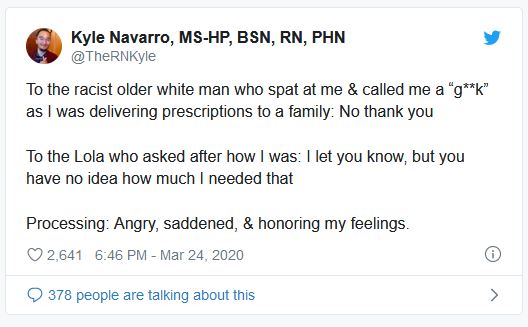 Kyle Navarro, MS-HP, BSN, RN, PHN
@TheRNKyle
To the racist older white man who spat at me & called me a “g**k”
as I was delivering prescriptions to a family: No thank you
To the Lola who asked after how I was: I let you know, but you
have no idea how much I needed that
Processing: Angry, saddened, & honoring my feelings.
2,641 6:46 PM - Mar 24, 2020
378 people are talking about this